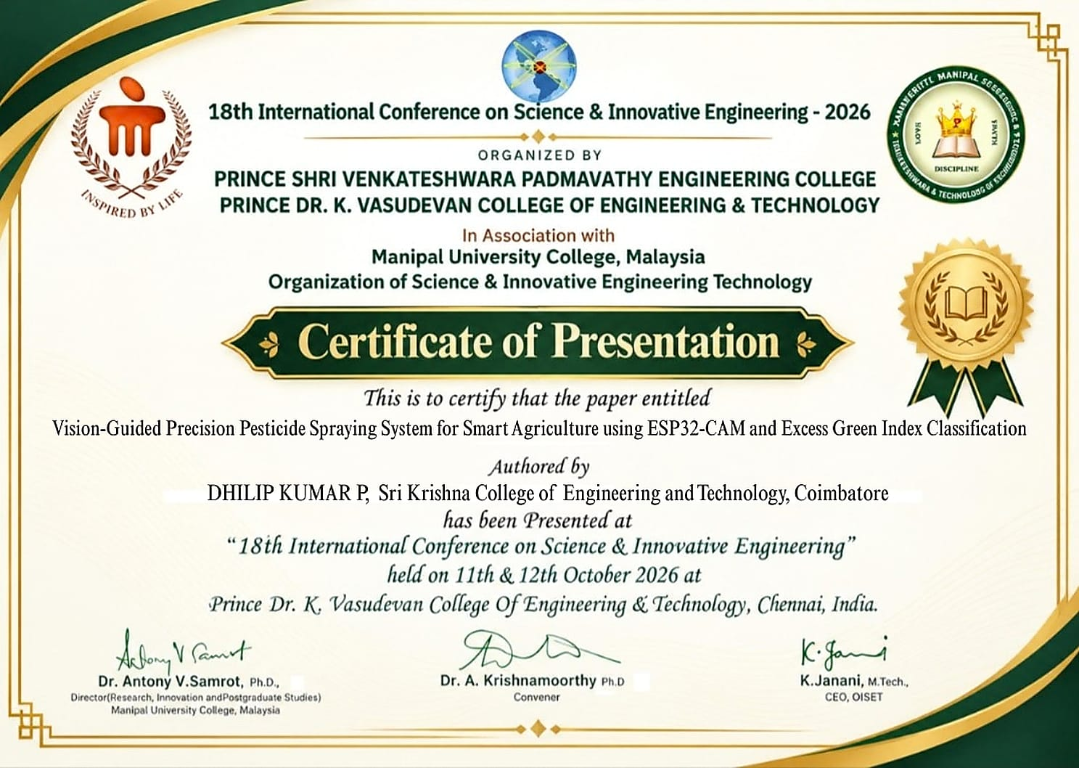 18th International Conference on Science & Innovative Engineering - 2026
ORGANIZED BY
PRINCE SHRI VENKATESHWARA PADMAVATHY ENGINEERING COLLEGE
PRINCE DR. K. VASUDEVAN COLLEGE OF ENGINEERING & TECHNOLOGY
INSPIRED BY LIFE
DISCIPLINE
In Association with
Manipal University College, Malaysia
Organization of Science & Innovative Engineering Technology
Certificate of Presentation
This is to certify that the paper entitled
Vision-Guided Precision Pesticide Spraying System for Smart Agriculture using ESP32-CAM and Excess Green Index Classification
Authored by
DHILIP KUMAR P, Sri Krishna College of Engineering and Technology, Coimbatore
has been Presented at
“18th International Conference on Science & Innovative Engineering”
held on 11th & 12th October 2026 at
Prince Dr. K. Vasudevan College Of Engineering & Technology, Chennai, India.
Antony V Samrot
K. Janani
Dr. Antony V.Samrot, Ph.D.,
Director(Research, Innovation andPostgraduate Studies)
Manipal University College, Malaysia
Dr. A. Krishnamoorthy Ph.D
Convener
K.Janani, M.Tech.,
CEO, OISET